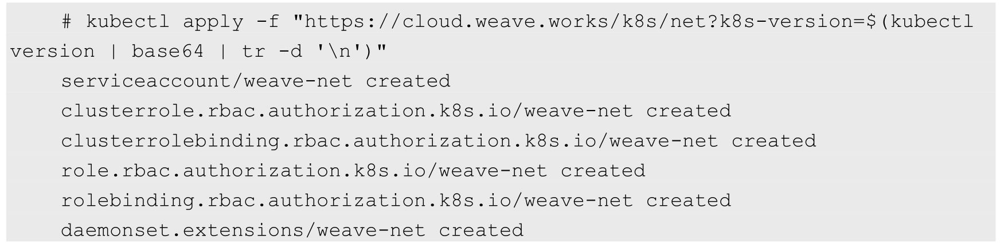 # kubectl apply -f "https://cloud.weave.works/k8s/net?k8s-version=$(kubectl
version | base64 | tr -d '\n')"
serviceaccount/weave-net created
clusterrole.rbac.authorization.k8s.io/weave-net created
clusterrolebinding.rbac.authorization.k8s.io/weave-net created
role.rbac.authorization.k8s.io/weave-net created
rolebinding.rbac.authorization.k8s.io/weave-net created
daemonset.extensions/weave-net created